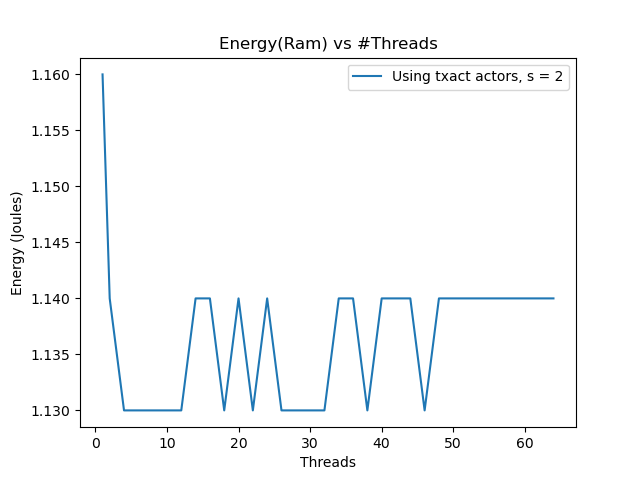 Energy(Ram) vs #Threads
Using txact actors, s = 2
1.160
1.155
1.150
1.145
1.140
1.135
1.130
Energy (Joules)
0 10 20 30 40 50 60
Threads